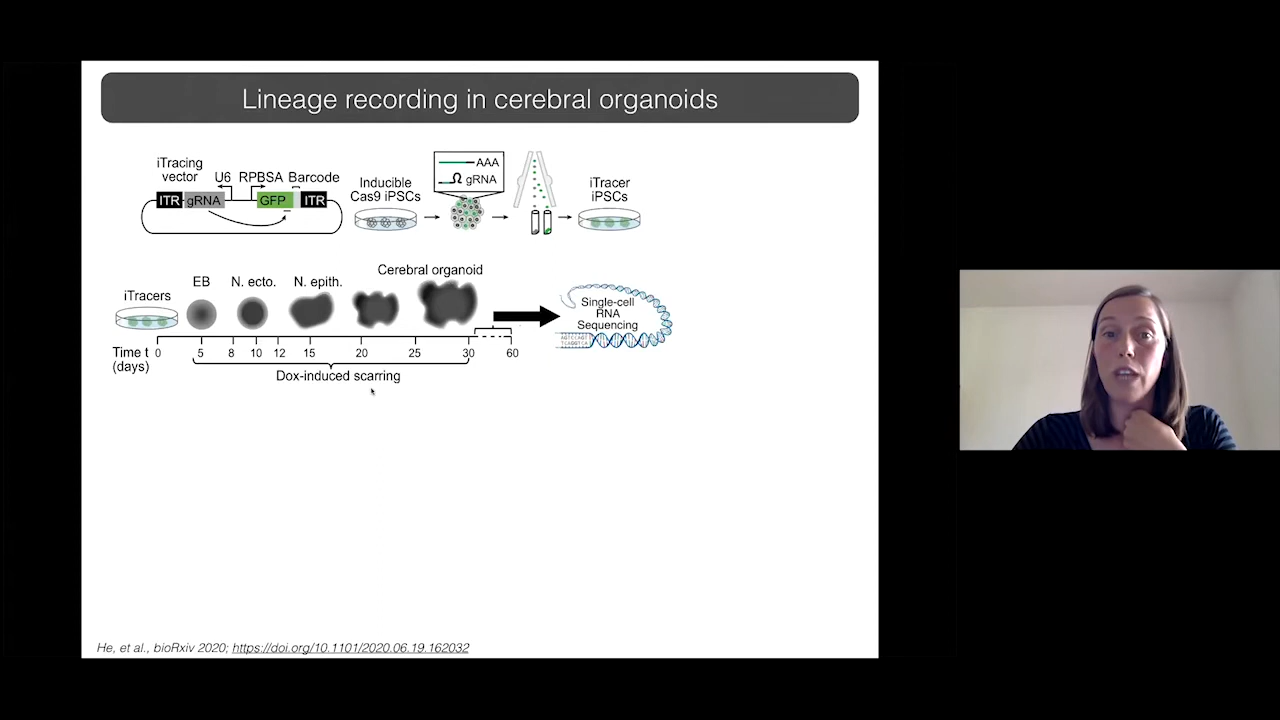 Lineage recording in cerebral organoids
iTracing
vector
U6 RPBSA Barcode
ITR gRNA GFP ITR
Inducible
Cas9 iPSCs
AAA
gRNA
iTracer
iPSCs
iTracers
EB N. ecto. N. epith. Cerebral organoid
Time t
(days)
0 5 8 10 12 15 20 25 30 60
Dox-induced scarring
Single-cell
RNA
Sequencing
He, et al., bioRxiv 2020; https://doi.org/10.1101/2020.06.19.162032